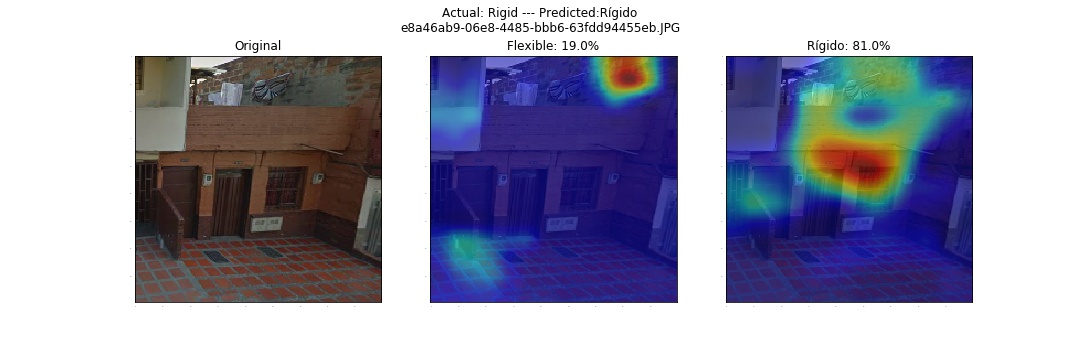 Actual: Rigid --- Predicted:Rígido
e8a46ab9-06e8-4485-bbb6-63fdd94455eb.JPG
Original
Flexible: 19.0%
Rígido: 81.0%